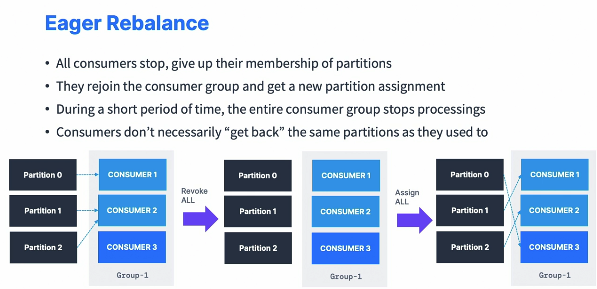 Eager Rebalance
• All consumers stop, give up their membership of partitions
• They rejoin the consumer group and get a new partition assignment
• During a short period of time, the entire consumer group stops processings
• Consumers don't necessarily “get back” the same partitions as they used to
Partition 0
CONSUMER 1
Partition 1
CONSUMER 2
Partition 2
CONSUMER 3
Group-1
Revoke
ALL
Partition 0
CONSUMER 1
Partition 1
CONSUMER 2
Partition 2
CONSUMER 3
Group-1
Assign
ALL
Partition 0
CONSUMER 1
Partition 1
CONSUMER 2
Partition 2
CONSUMER 3
Group-1